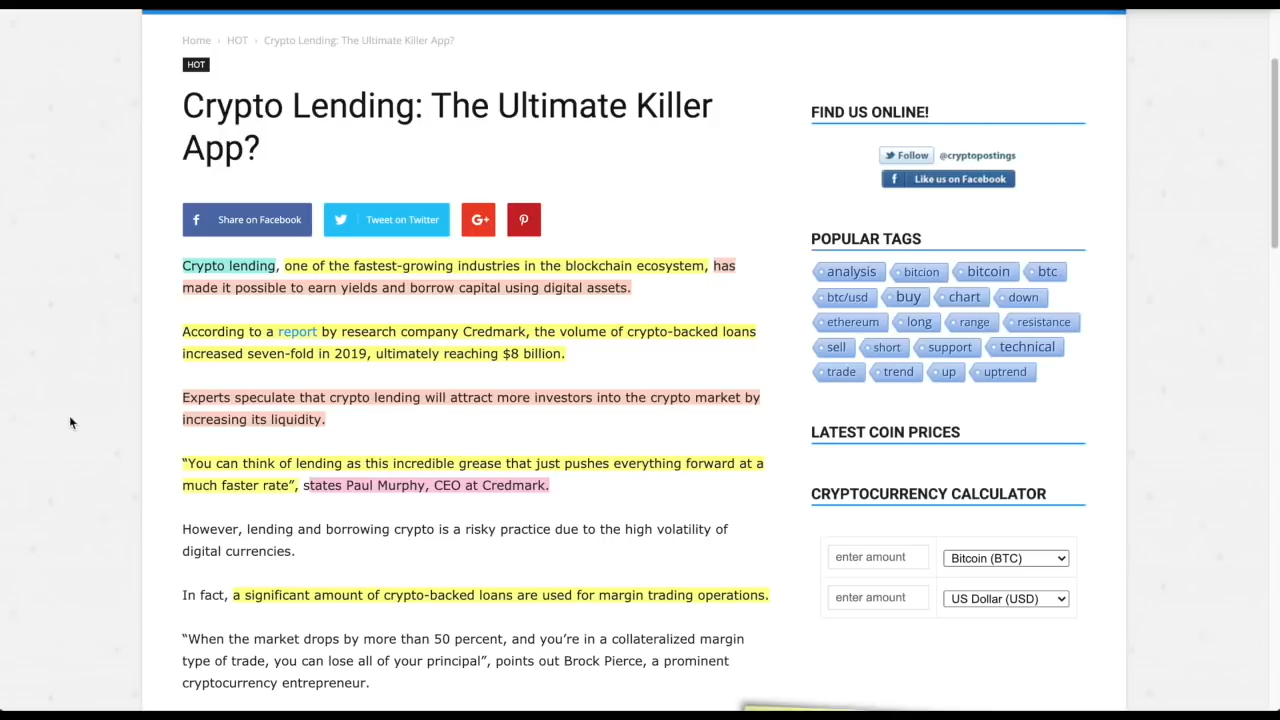 Home › HOT › Crypto Lending: The Ultimate Killer App?
HOT
Crypto Lending: The Ultimate Killer
App?
Share on Facebook
Tweet on Twitter
G+
Crypto lending, one of the fastest-growing industries in the blockchain ecosystem, has
made it possible to earn yields and borrow capital using digital assets.
According to a report by research company Credmark, the volume of crypto-backed loans
increased seven-fold in 2019, ultimately reaching $8 billion.
Experts speculate that crypto lending will attract more investors into the crypto market by
increasing its liquidity.
“You can think of lending as this incredible grease that just pushes everything forward at a
much faster rate”, states Paul Murphy, CEO at Credmark.
However, lending and borrowing crypto is a risky practice due to the high volatility of
digital currencies.
In fact, a significant amount of crypto-backed loans are used for margin trading operations.
“When the market drops by more than 50 percent, and you’re in a collateralized margin
type of trade, you can lose all of your principal”, points out Brock Pierce, a prominent
cryptocurrency entrepreneur.
FIND US ONLINE!
Follow @cryptopostings
Like us on Facebook
POPULAR TAGS
analysis bitcion bitcoin btc
btc/usd buy chart down
ethereum long range resistance
sell short support technical
trade trend up uptrend
LATEST COIN PRICES
CRYPTOCURRENCY CALCULATOR
enter amount Bitcoin (BTC)
enter amount US Dollar (USD)